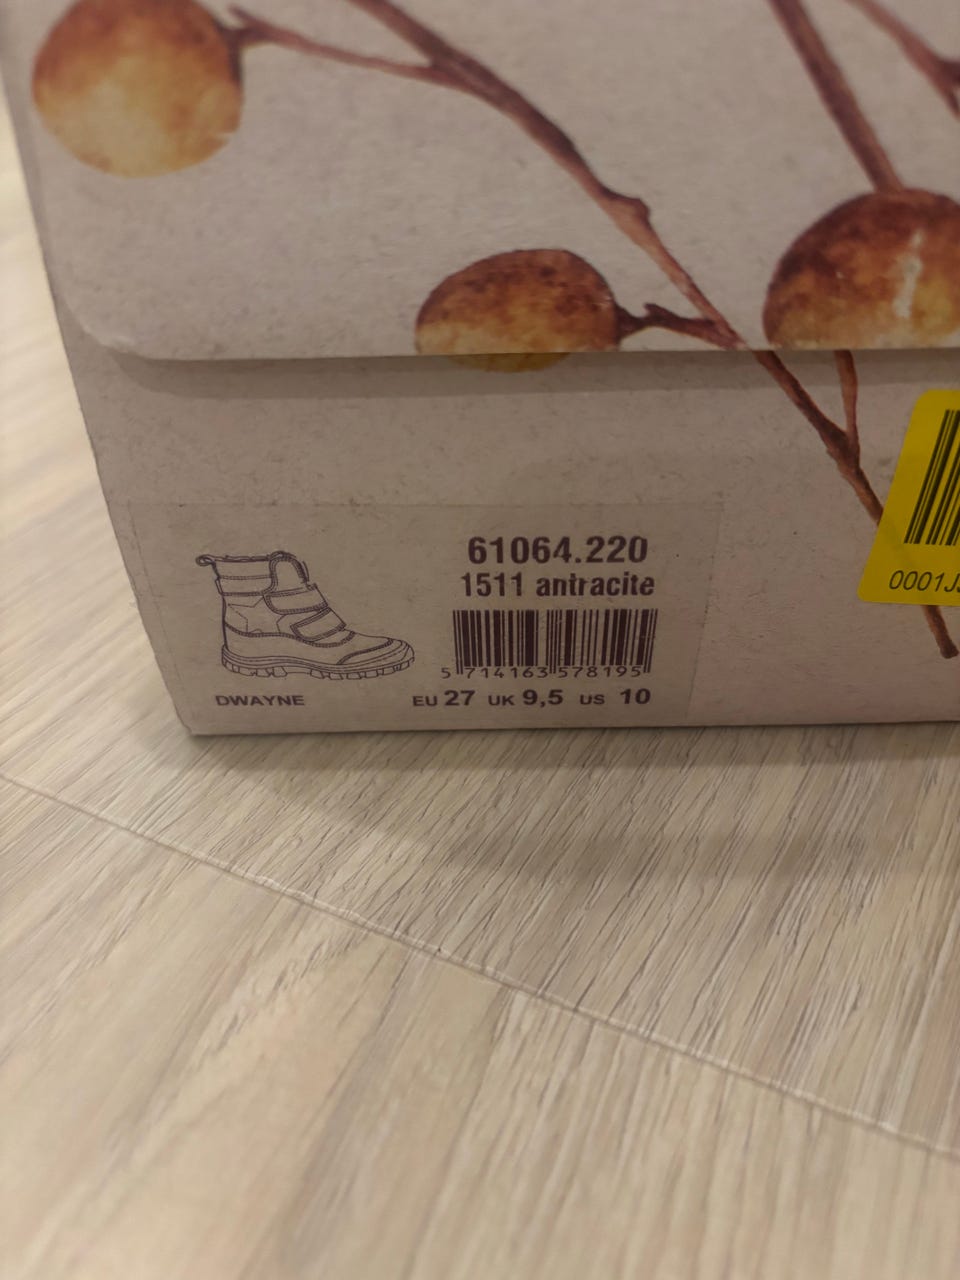 61064.220
1511 antracite
5 714163 578195
DWAYNE
EU 27 UK 9,5 US 10